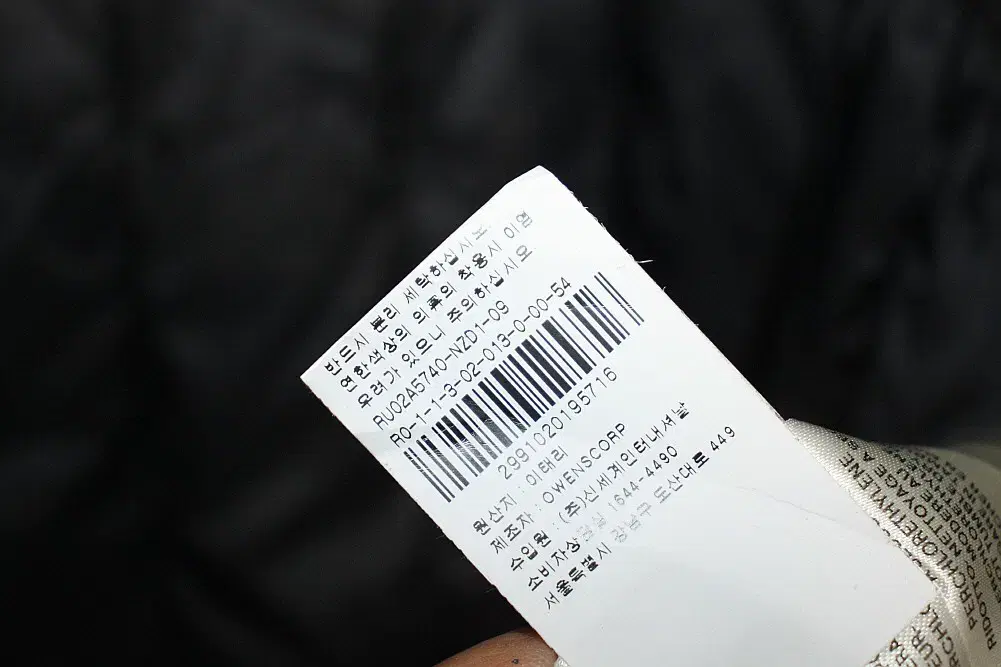 반드시 분리 세탁하십시오
연한색상의 의류의 착용시 이염
우려가 있으니 주의하십시오
RU02A5740-NZD1-09
RO-1-1-3-02-013-0-00-54
2991020195716
원산지 : 이태리
제조자 : OWENSCORP
수입원 : (주)신세계인터내셔날
소비자상담실 1644-4490
서울특별시 강남구 도산대로 449